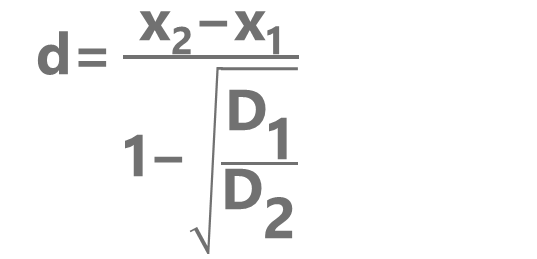 d = (x₂ − x₁) / (1 − √(D₁ / D₂))